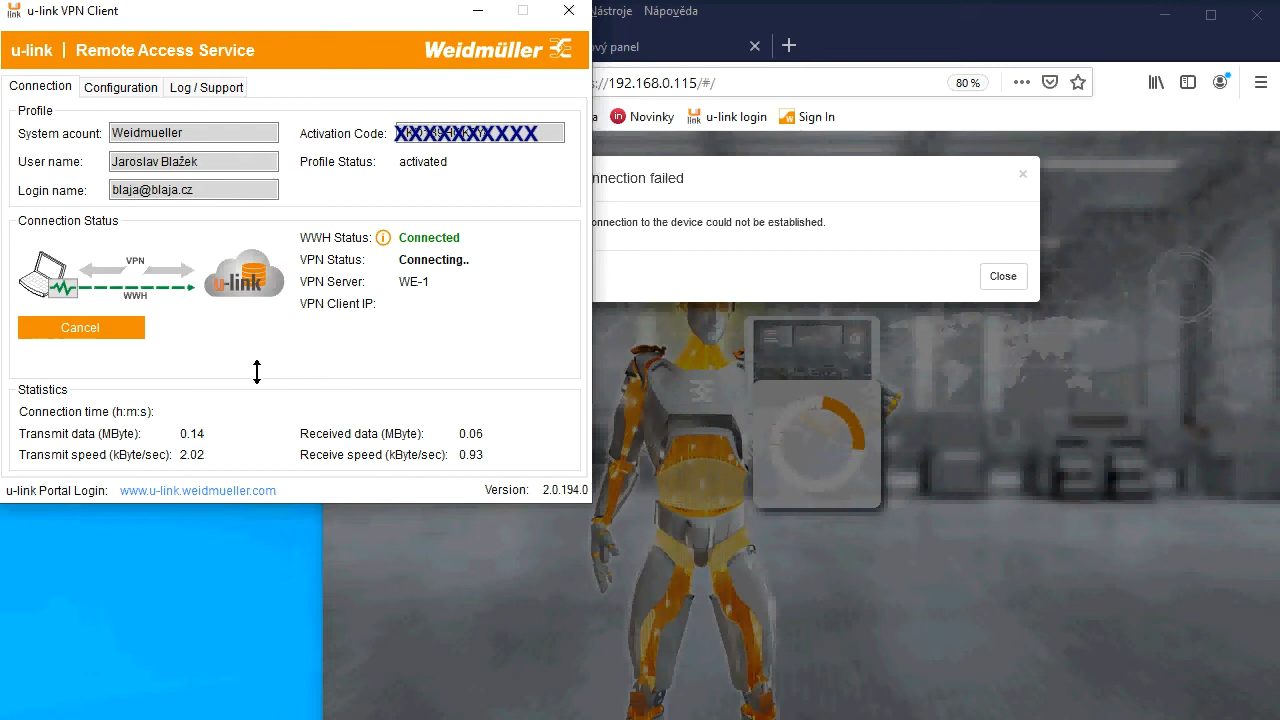 u-link VPN Client
u-link | Remote Access Service
Weidmüller
Connection Configuration Log / Support
Profile
System acount: Weidmueller
Activation Code: XXXXXXXXXX
User name: Jaroslav Blažek
Profile Status: activated
Login name: blaja@blaja.cz
Connection Status
VPN
WWH
u-link
WWH Status: Connected
VPN Status: Connecting..
VPN Server: WE-1
VPN Client IP:
Cancel
Statistics
Connection time (h:m:s):
Transmit data (MByte): 0.14
Received data (MByte): 0.06
Transmit speed (kByte/sec): 2.02
Receive speed (kByte/sec): 0.93
u-link Portal Login: www.u-link.weidmueller.com
Version: 2.0.194.0
Nástroje Nápověda
ový panel
s://192.168.0.115/#/
80 %
a Novinky u-link login Sign In
nnection failed
onnection to the device could not be established.
Close